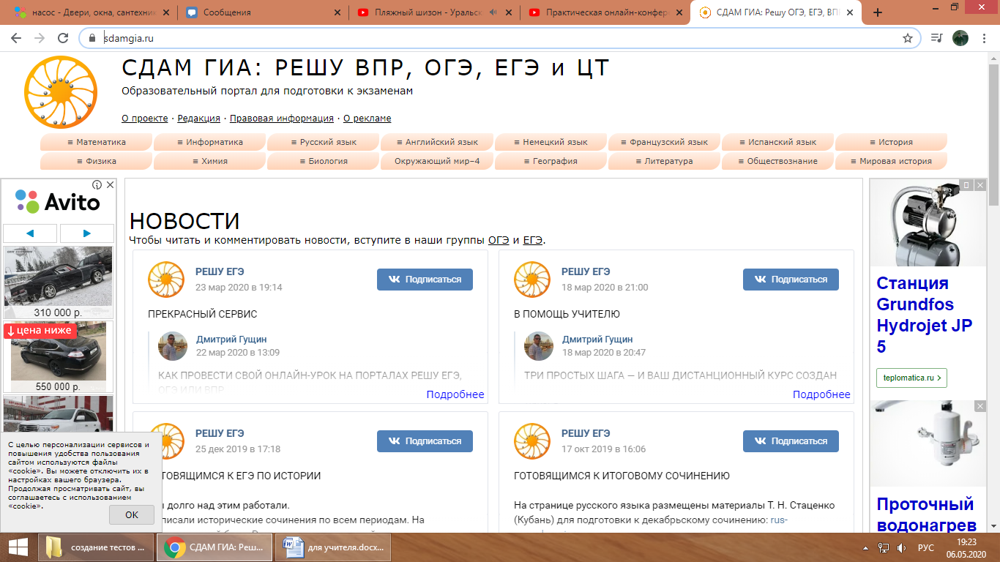 насос - Двери, окна, сантехник
Сообщения
Пляжный шизон - Уральск
Практическая онлайн-конфер
СДАМ ГИА: Решу ОГЭ, ЕГЭ, ВП
sdamgia.ru
СДАМ ГИА: РЕШУ ВПР, ОГЭ, ЕГЭ и ЦТ
Образовательный портал для подготовки к экзаменам
О проекте · Редакция · Правовая информация · О рекламе
≡ Математика ≡ Информатика ≡ Русский язык ≡ Английский язык ≡ Немецкий язык ≡ Французский язык ≡ Испанский язык ≡ История
≡ Физика ≡ Химия ≡ Биология Окружающий мир–4 ≡ География ≡ Литература ≡ Обществознание ≡ Мировая история
Avito
310 000 р.
цена ниже
550 000 р.
НОВОСТИ
Чтобы читать и комментировать новости, вступите в наши группы ОГЭ и ЕГЭ.
РЕШУ ЕГЭ
23 мар 2020 в 19:14
Подписаться
ПРЕКРАСНЫЙ СЕРВИС
Дмитрий Гущин
22 мар 2020 в 13:09
КАК ПРОВЕСТИ СВОЙ ОНЛАЙН-УРОК НА ПОРТАЛАХ РЕШУ ЕГЭ,
ОГЭ ИЛИ ВПР
Подробнее
РЕШУ ЕГЭ
18 мар 2020 в 21:00
Подписаться
В ПОМОЩЬ УЧИТЕЛЮ
Дмитрий Гущин
18 мар 2020 в 20:47
ТРИ ПРОСТЫХ ШАГА — И ВАШ ДИСТАНЦИОННЫЙ КУРС СОЗДАН
Подробнее
РЕШУ ЕГЭ
25 дек 2019 в 17:18
Подписаться
ТОВЯЩИМСЯ К ЕГЭ ПО ИСТОРИИ
долго над этим работали.
писали исторические сочинения по всем периодам. На
РЕШУ ЕГЭ
17 окт 2019 в 16:06
Подписаться
ГОТОВЯЩИМСЯ К ИТОГОВОМУ СОЧИНЕНИЮ
На странице русского языка размещены материалы Т. Н. Стаценко
(Кубань) для подготовки к декабрьскому сочинению: rus-
Станция
Grundfos
Hydrojet JP
5
teplomatica.ru
Проточный
водонагрев
С целью персонализации сервисов и
повышения удобства пользования
сайтом используются файлы
«cookie». Вы можете отключить их в
настройках вашего браузера.
Продолжая просматривать сайт, вы
соглашаетесь с использованием
«cookie».
OK
создание тестов ...
СДАМ ГИА: Реш...
для учителя.docx...
РУС
19:23
06.05.2020